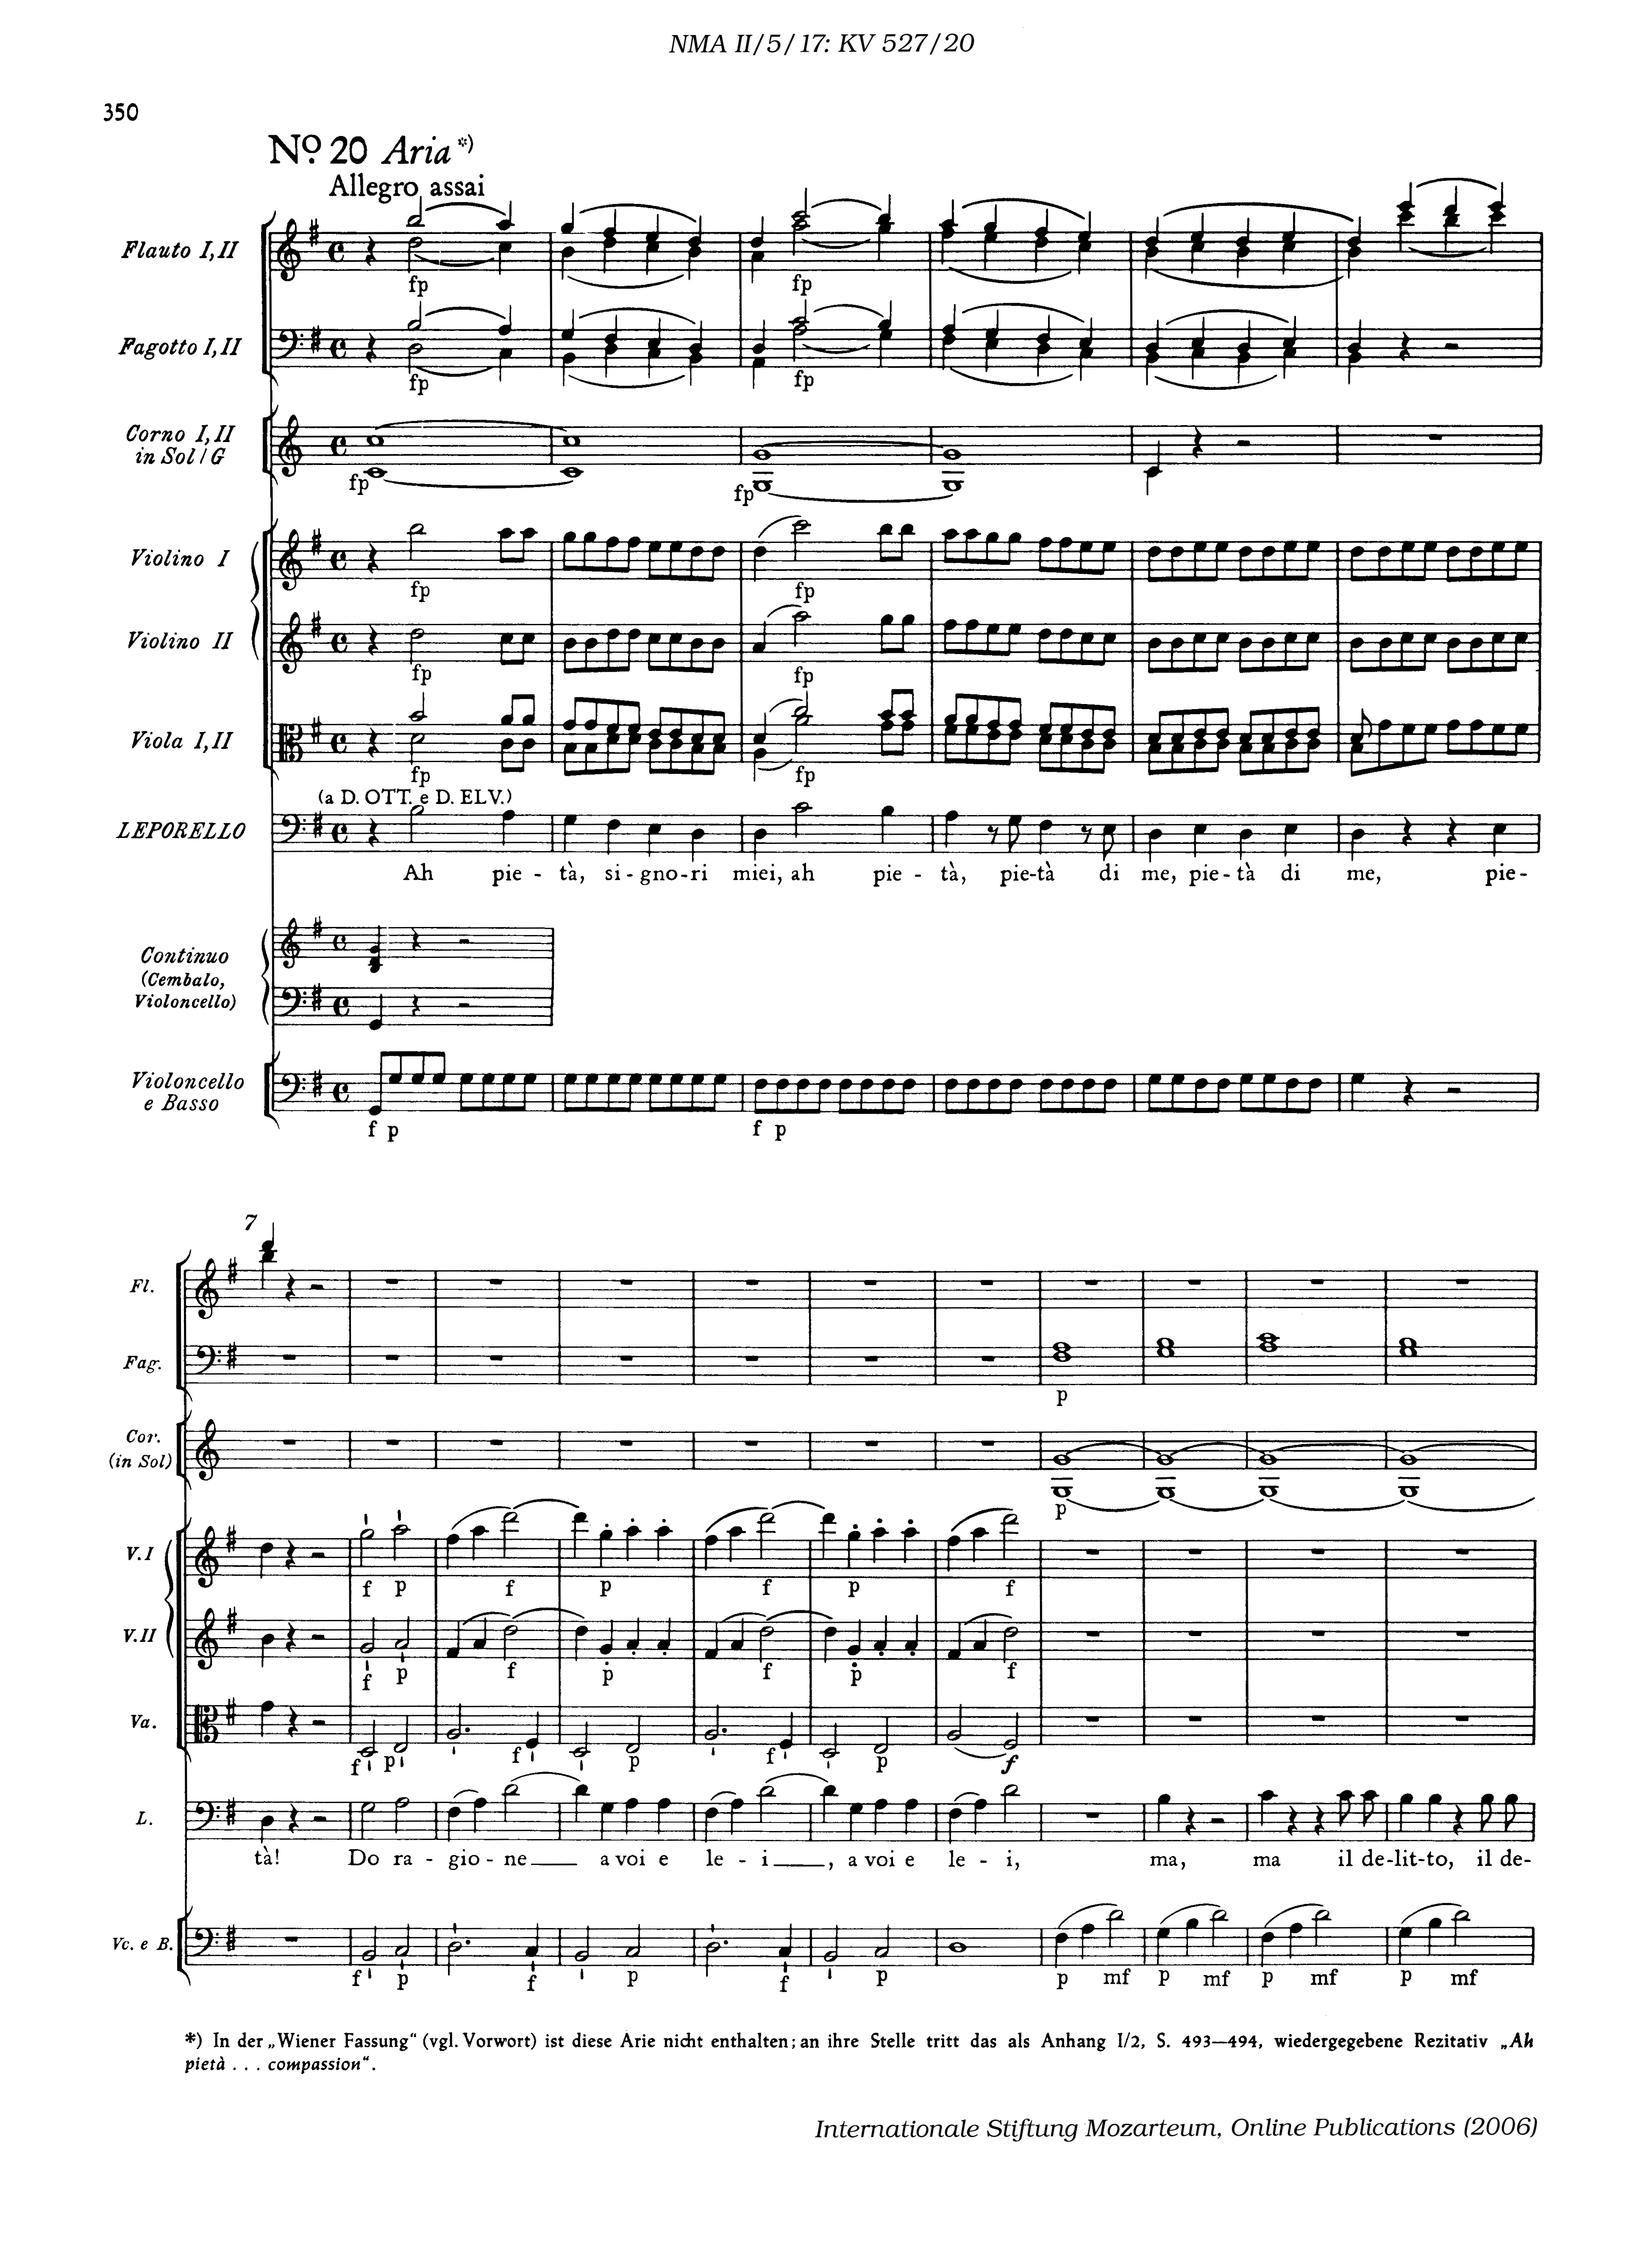 NMA II/5/17: KV 527/20
350
Nº 20 Aria *)
Allegro assai
Flauto I, II
fp fp
Fagotto I, II
fp fp
Corno I, II
in Sol / G
fp fp
Violino I
fp fp
Violino II
fp fp
Viola I, II
fp fp
(a D. OTT. e D. ELV.)
LEPORELLO
Ah pie - tà, si - gno - ri miei, ah pie - tà, pie - tà di me, pie - tà di me, pie -
Continuo
(Cembalo,
Violoncello)
Violoncello
e Basso
f p f p
7
Fl.
Fag.
p
Cor.
(in Sol)
p
V. I
f p f p f p f
V. II
f p f p f p f
Va.
f p f p f p f
L.
tà! Do ra - gio - ne a voi e le - i, a voi e le - i, ma, ma il de - lit - to, il de -
Vc. e B.
f p f p f p p mf p mf p mf p mf
*) In der „Wiener Fassung“ (vgl. Vorwort) ist diese Arie nicht enthalten; an ihre Stelle tritt das als Anhang I/2, S. 493—494, wiedergegebene Rezitativ „Ah
pietà . . . compassion“.
Internationale Stiftung Mozarteum, Online Publications (2006)